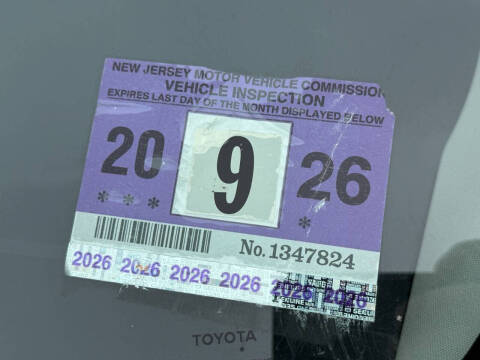 NEW JERSEY MOTOR VEHICLE COMMISSION
VEHICLE INSPECTION
EXPIRES LAST DAY OF THE MONTH DISPLAYED BELOW
20 9 26
* * * *
No. 1347824
2026 2026 2026 2026 2026 2026
TOYOTA